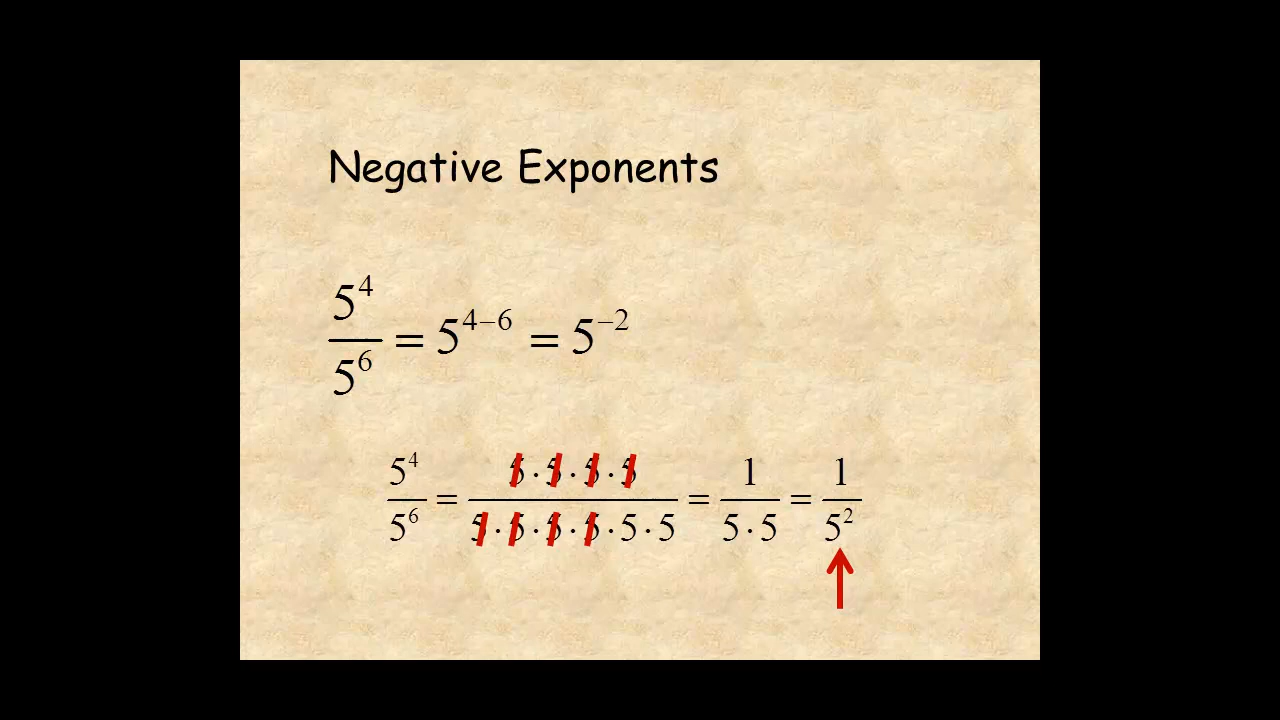 Negative Exponents
5⁴/5⁶ = 5⁴⁻⁶ = 5⁻²
5⁴/5⁶ = 5·5·5·5/5·5·5·5·5·5 = 1/5·5 = 1/5²